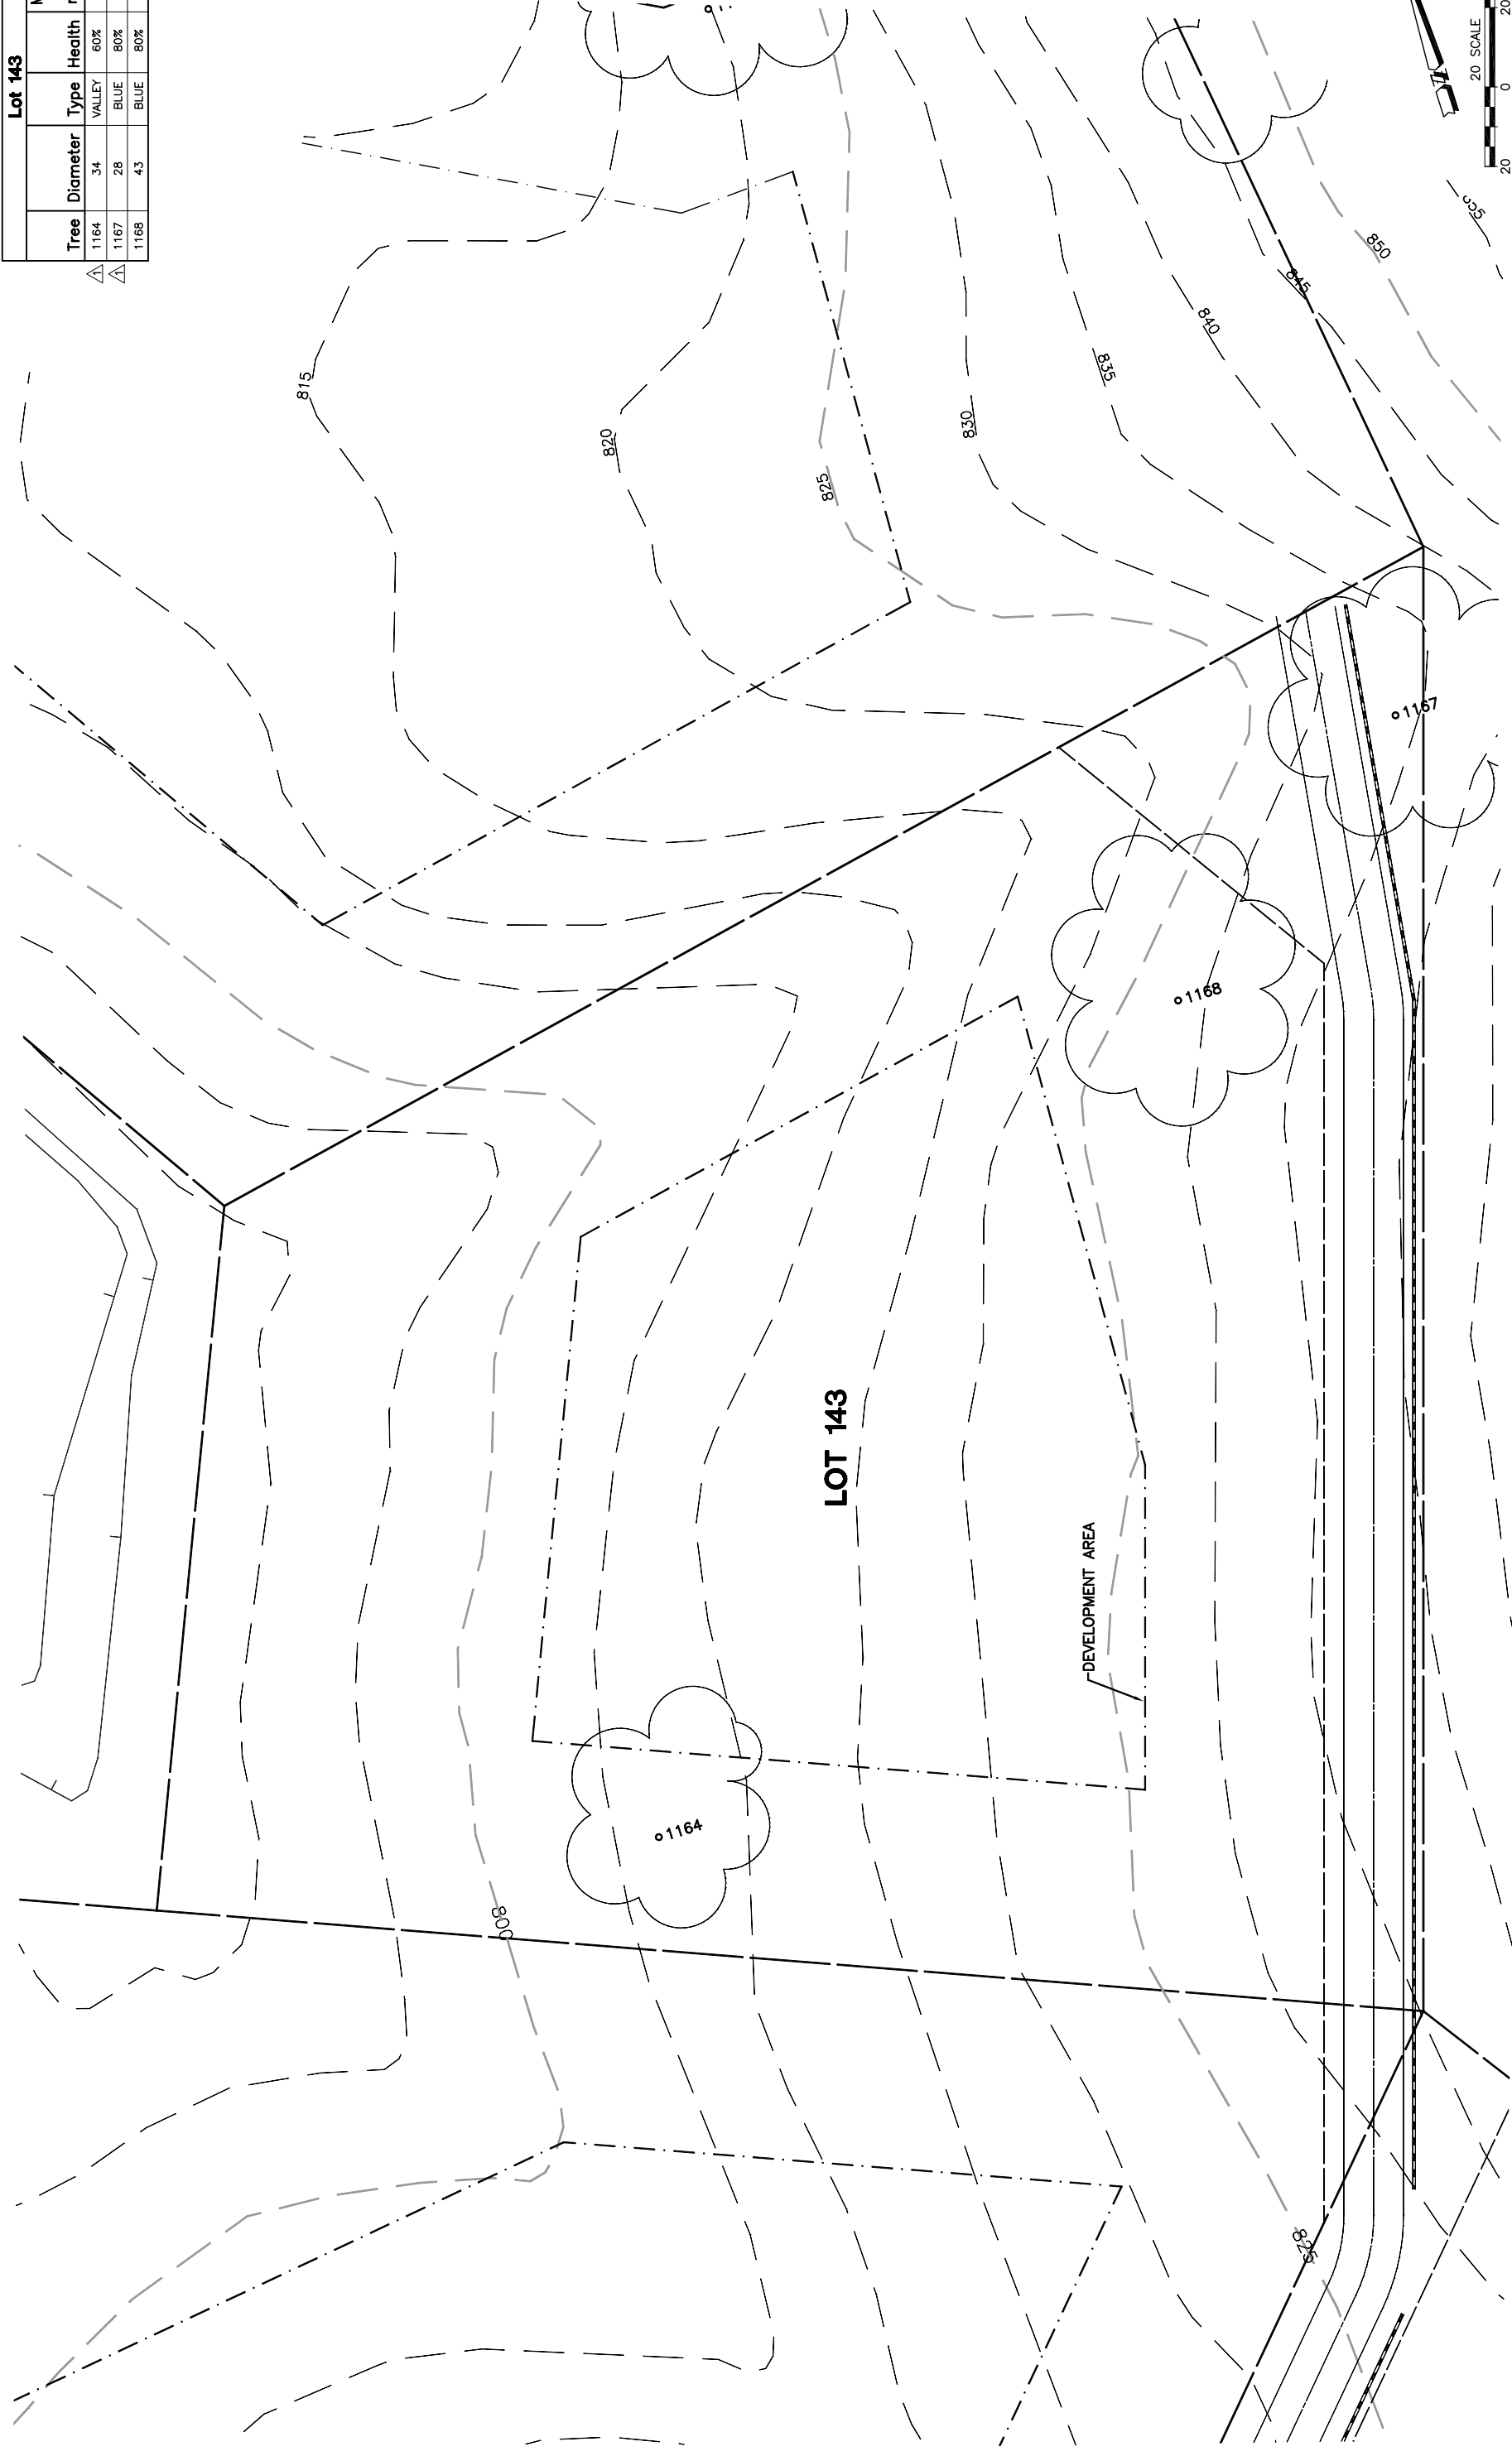 Lot 143
Tree Diameter Type Health
1 1164 34 VALLEY 60%
1 1167 28 BLUE 80%
1168 43 BLUE 80%
20 SCALE
20 0 20
815
820
825
830
835
840
845
850
1167
1168
LOT 143
DEVELOPMENT AREA
1164
800
825